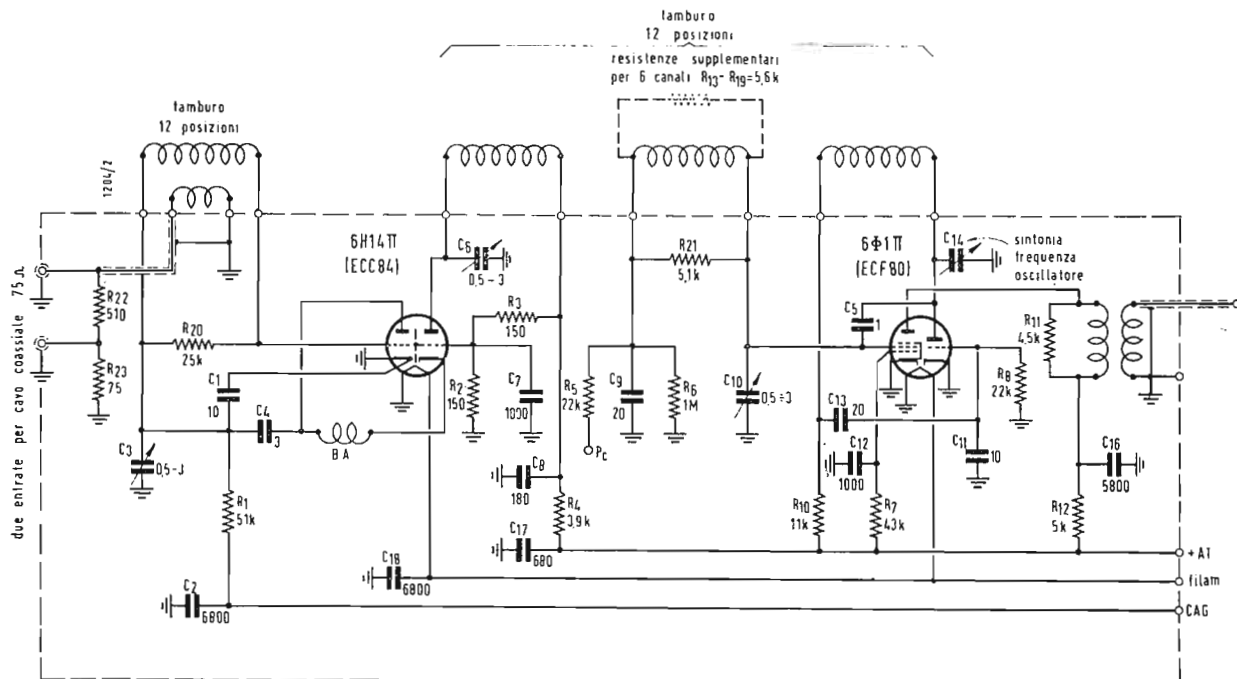 tamburo
12 posizioni
resistenze supplementari
per 6 canali R13-R19=5,6k
tamburo
12 posizioni
1204/2
due entrate per cavo coassiale 75Ω
R22
510
R23
75
R20
25k
C1
10
C3
0,5-3
C4
3
BA
R1
51k
C2
6800
6Н14П
(ECC84)
C6
0,5-3
R3
150
R2
150
C7
1000
C8
180
R4
3,9k
C17
680
C18
6800
R21
5,1k
R5
22k
Pc
C9
20
R6
1M
C10
0,5÷3
6Ф1П
(ECF80)
C14
sintonia
frequenza
oscillatore
C5
1
C13
20
C12
1000
R10
11k
R7
43k
C11
10
R8
22k
R11
4,5k
C16
5800
R12
5k
+AT
filam
CAG